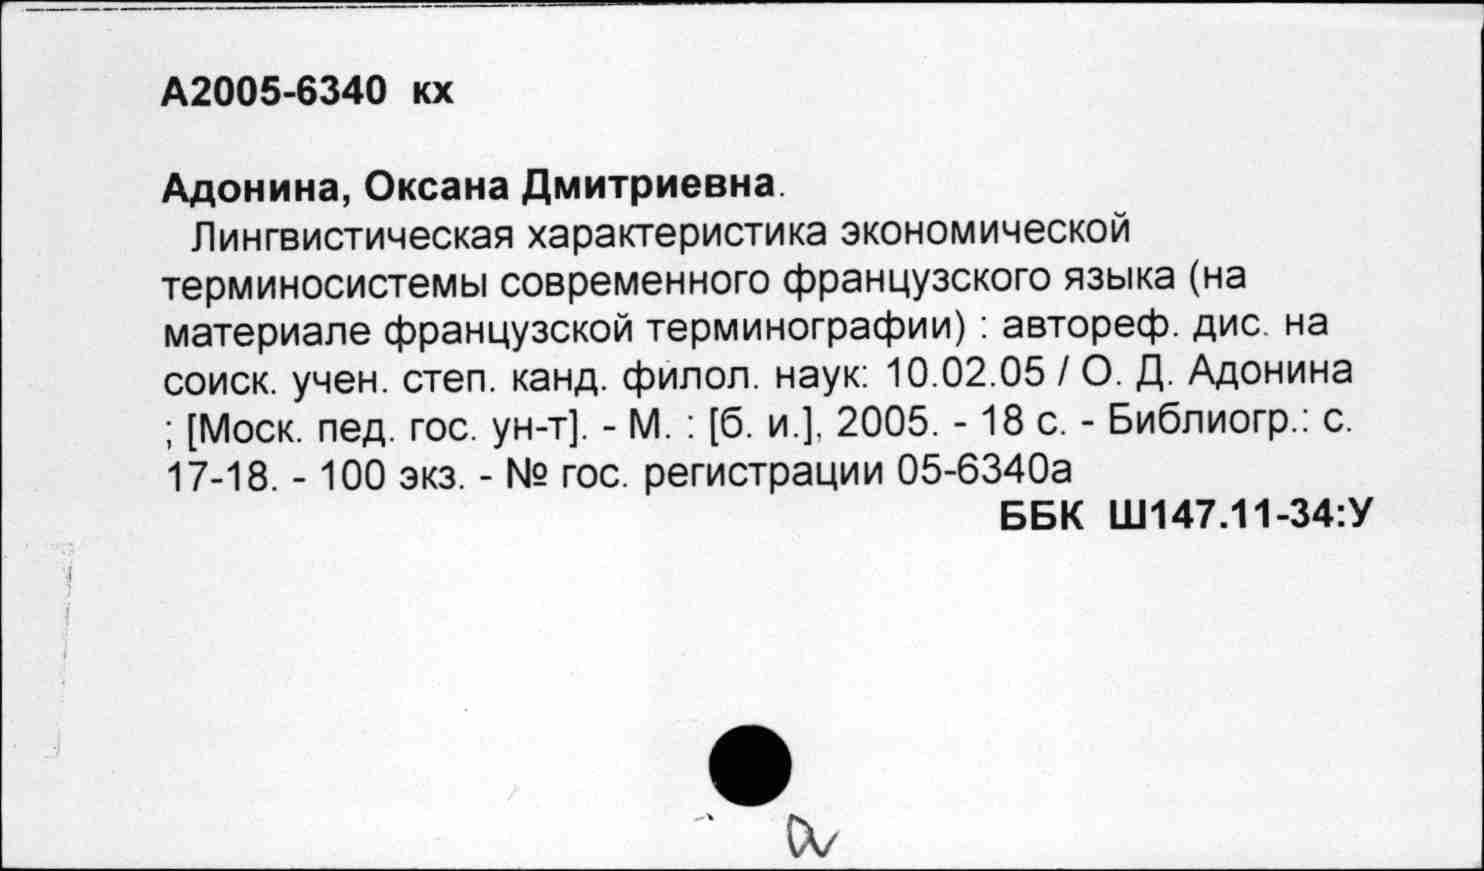 А2005-6340 кх
Адонина, Оксана Дмитриевна.
Лингвистическая характеристика экономической
терминосистемы современного французского языка (на
материале французской терминографии) : автореф. дис. на
соиск. учен. степ. канд. филол. наук: 10.02.05 / О. Д. Адонина
; [Моск. пед. гос. ун-т]. - М. : [б. и.], 2005. - 18 с. - Библиогр.: с.
17-18. - 100 экз. - № гос. регистрации 05-6340а
ББК Ш147.11-34:У